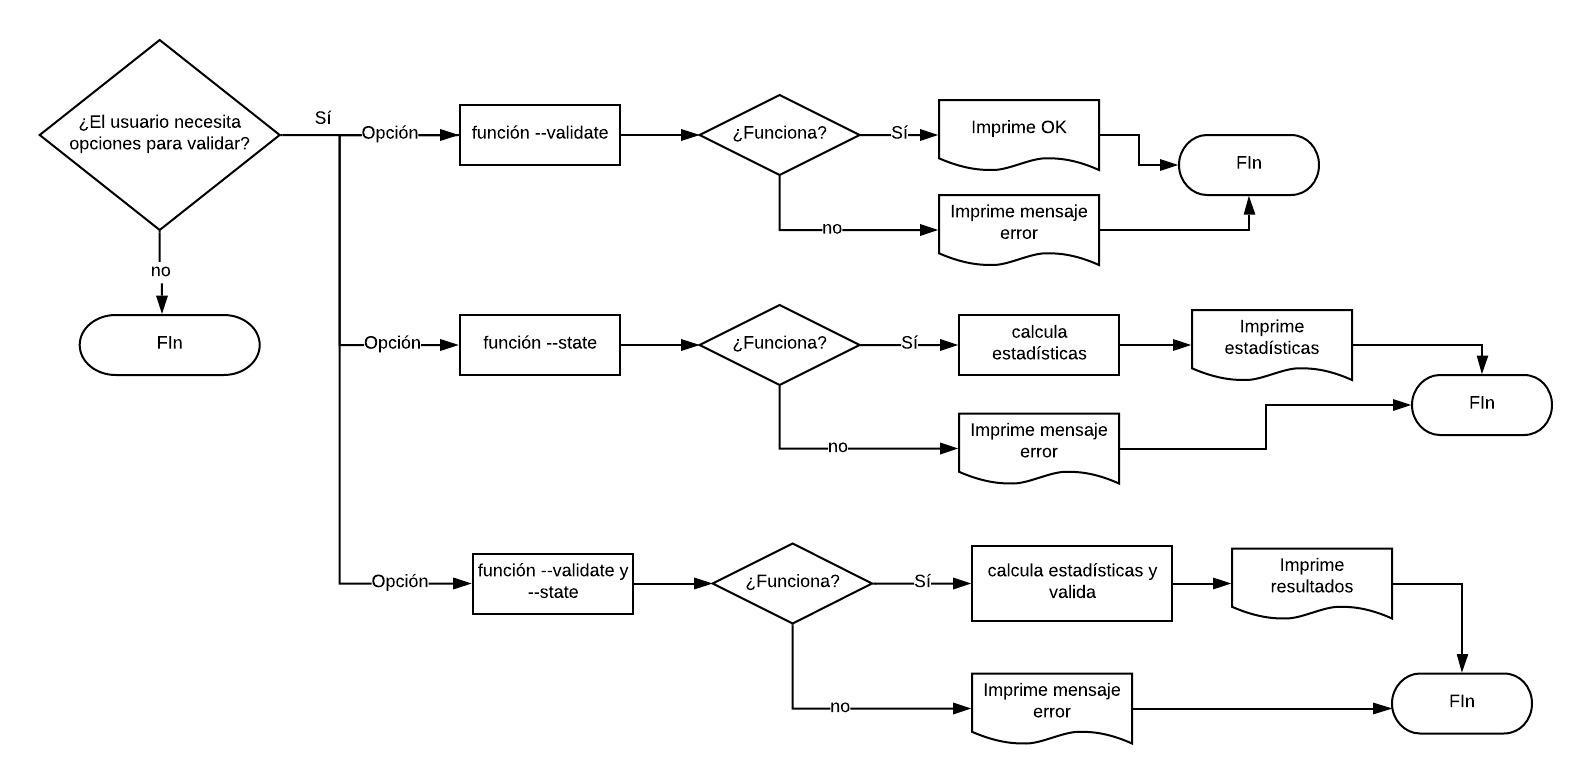 ¿El usuario necesita
opciones para validar?
Sí
no
FIn
Opción
función --validate
¿Funciona?
Sí
Imprime OK
no
Imprime mensaje
error
FIn
Opción
función --state
¿Funciona?
Sí
calcula
estadísticas
Imprime
estadísticas
no
Imprime mensaje
error
FIn
Opción
función --validate y
--state
¿Funciona?
Sí
calcula estadísticas y
valida
Imprime
resultados
no
Imprime mensaje
error
FIn